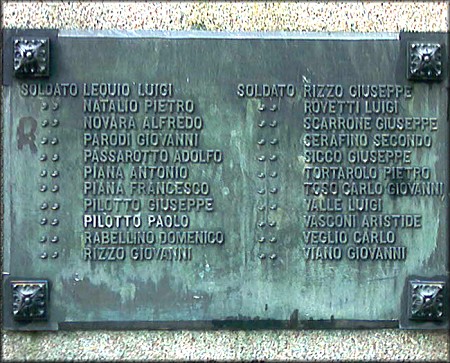 SOLDATO LEQUIO LUIGI
" NATALIO PIETRO
" NOVARA ALFREDO
" PARODI GIOVANNI
" PASSAROTTO ADOLFO
" PIANA ANTONIO
" PIANA FRANCESCO
" PILOTTO GIUSEPPE
" PILOTTO PAOLO
" RABELLINO DOMENICO
" RIZZO GIOVANNI
SOLDATO RIZZO GIUSEPPE
" ROVETTI LUIGI
" SCARRONE GIUSEPPE
" CERAFINO SECONDO
" SICCO GIUSEPPE
" TORTAROLO PIETRO
" TOSO CARLO GIOVANNI
" VALLE LUIGI
" VASCONI ARISTIDE
" VEGLIO CARLO
" VIANO GIOVANNI